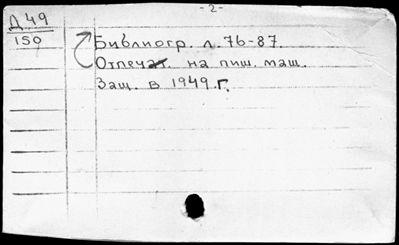 - 2 -
Д 49
150
Библиогр. л. 76-87.
Отпечат. на пиш. маш.
Защ. в 1949 г.